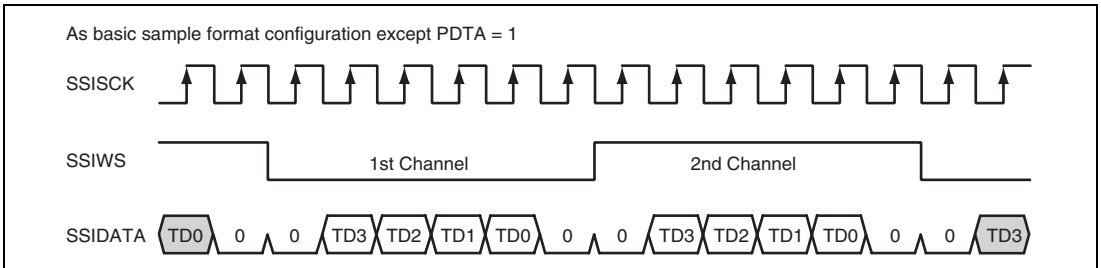 As basic sample format configuration except PDTA = 1
SSISCK
SSIWS 1st Channel 2nd Channel
SSIDATA TD0 0 0 TD3 TD2 TD1 TD0 0 0 TD3 TD2 TD1 TD0 0 0 TD3